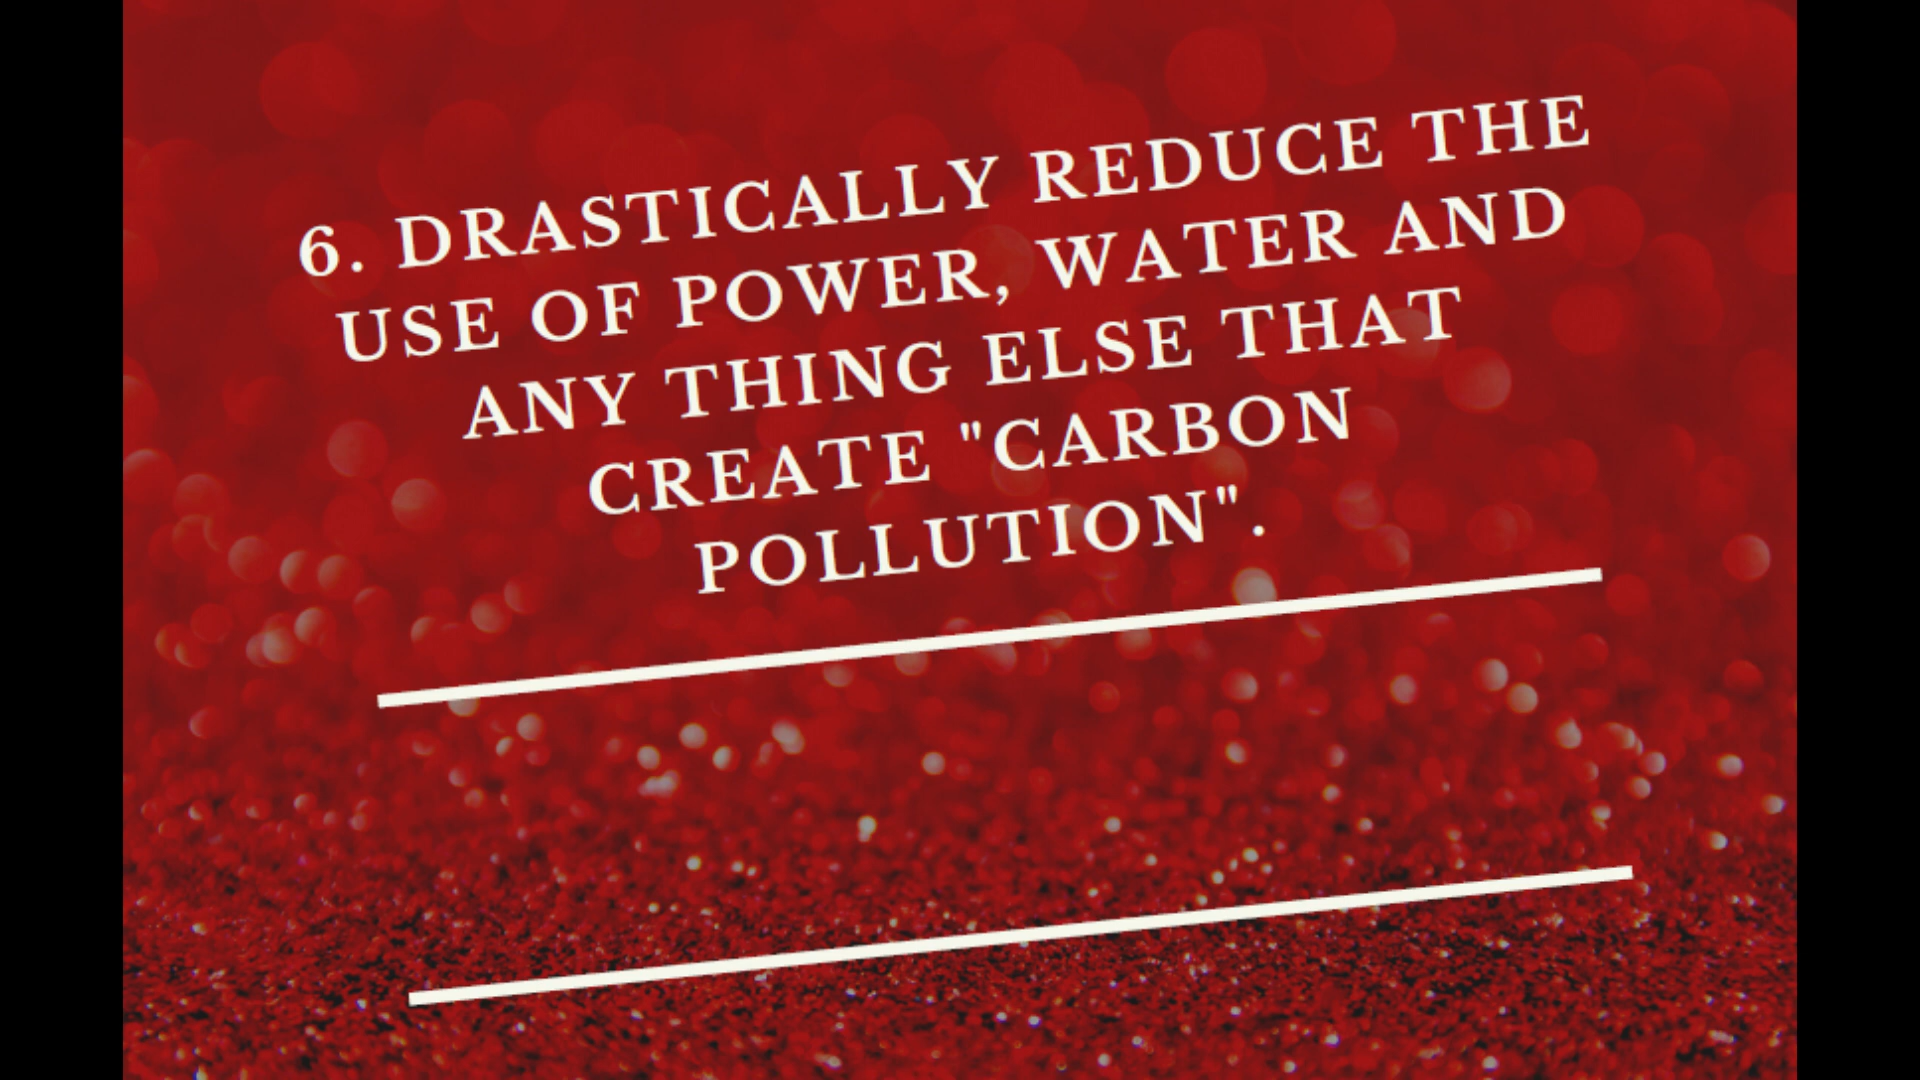 6. DRASTICALLY REDUCE THE
USE OF POWER, WATER AND
ANY THING ELSE THAT
CREATE "CARBON
POLLUTION".